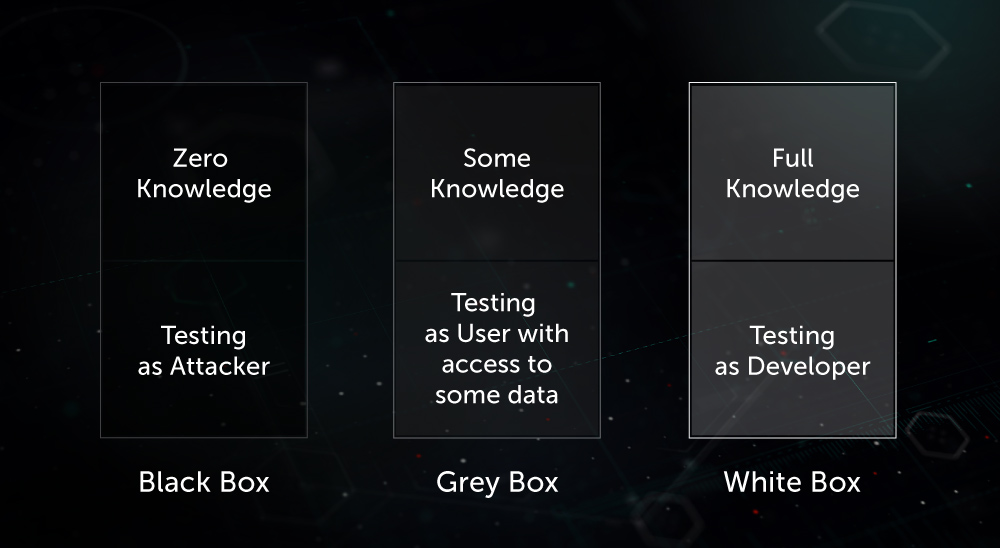 Zero
Knowledge
Testing
as Attacker
Black Box
Some
Knowledge
Testing
as User with
access to
some data
Grey Box
Full
Knowledge
Testing
as Developer
White Box